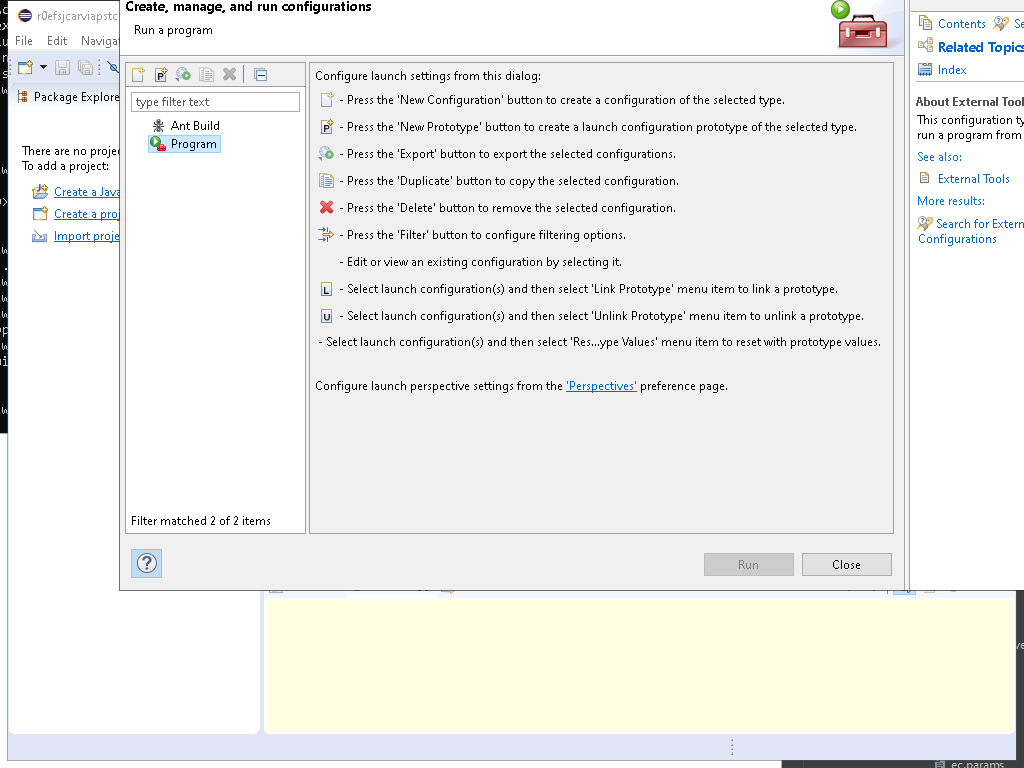 Create, manage, and run configurations
Run a program
r0efsjcarviapstc
File Edit Naviga
Package Explore
There are no proje
To add a project:
Create a Java
Create a proj
Import proje
type filter text
Ant Build
Program
Filter matched 2 of 2 items
Configure launch settings from this dialog:
- Press the 'New Configuration' button to create a configuration of the selected type.
- Press the 'New Prototype' button to create a launch configuration prototype of the selected type.
- Press the 'Export' button to export the selected configurations.
- Press the 'Duplicate' button to copy the selected configuration.
- Press the 'Delete' button to remove the selected configuration.
- Press the 'Filter' button to configure filtering options.
- Edit or view an existing configuration by selecting it.
L - Select launch configuration(s) and then select 'Link Prototype' menu item to link a prototype.
U - Select launch configuration(s) and then select 'Unlink Prototype' menu item to unlink a prototype.
- Select launch configuration(s) and then select 'Res...ype Values' menu item to reset with prototype values.
Configure launch perspective settings from the 'Perspectives' preference page.
Run
Close
Contents Se
Related Topics
Index
About External Tool
This configuration ty
run a program from
See also:
External Tools
More results:
Search for Extern
Configurations
ec.params